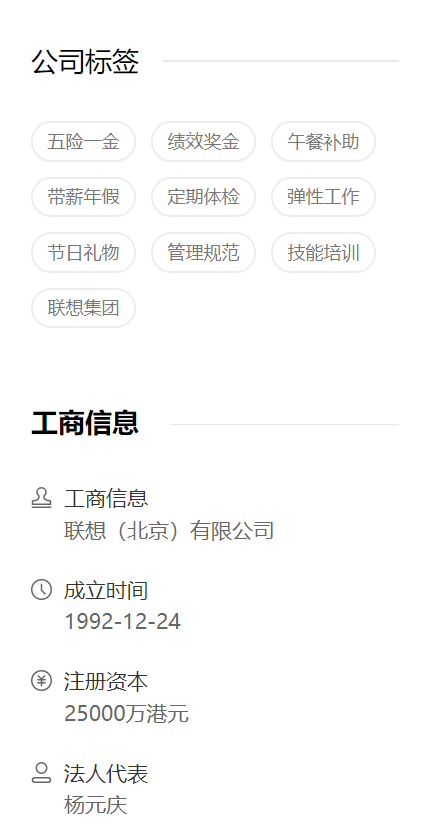 公司标签
五险一金 绩效奖金 午餐补助
带薪年假 定期体检 弹性工作
节日礼物 管理规范 技能培训
联想集团
工商信息
工商信息
联想（北京）有限公司
成立时间
1992-12-24
注册资本
25000万港元
法人代表
杨元庆